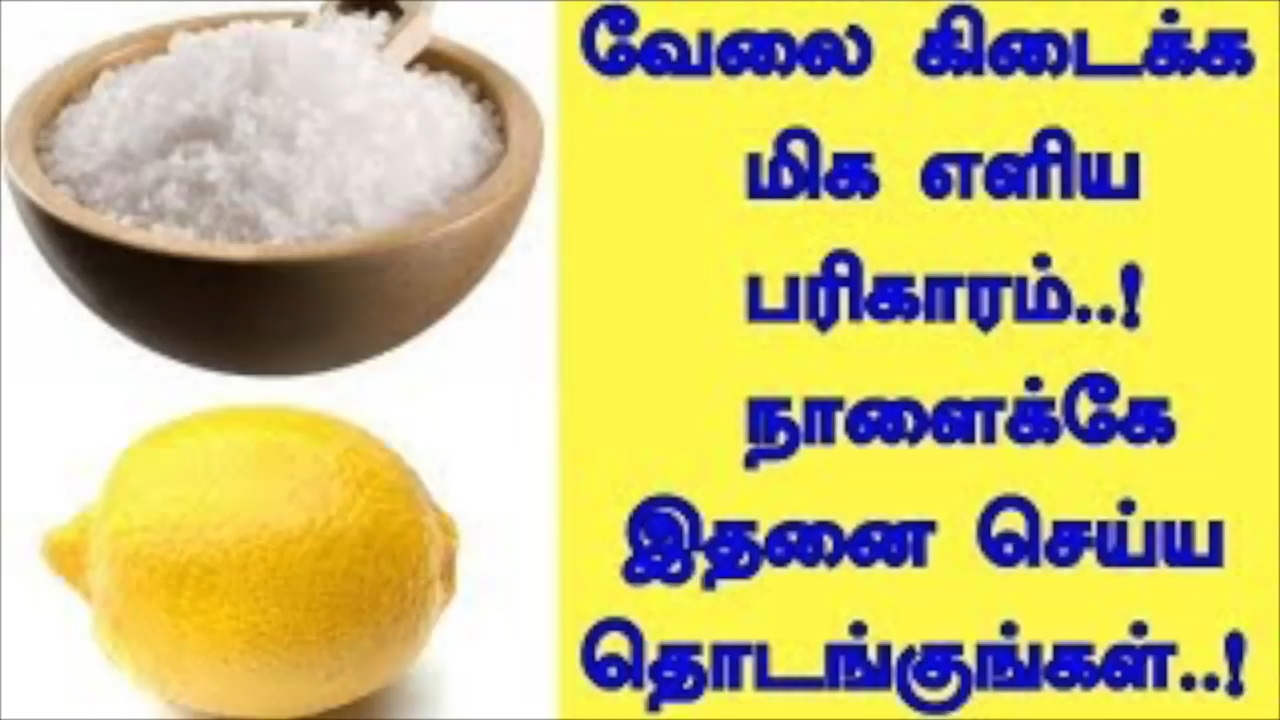 வேலை கிடைக்க
மிக எளிய
பரிகாரம்..!
நாளைக்கே
இதனை செய்ய
தொடங்குங்கள்..!